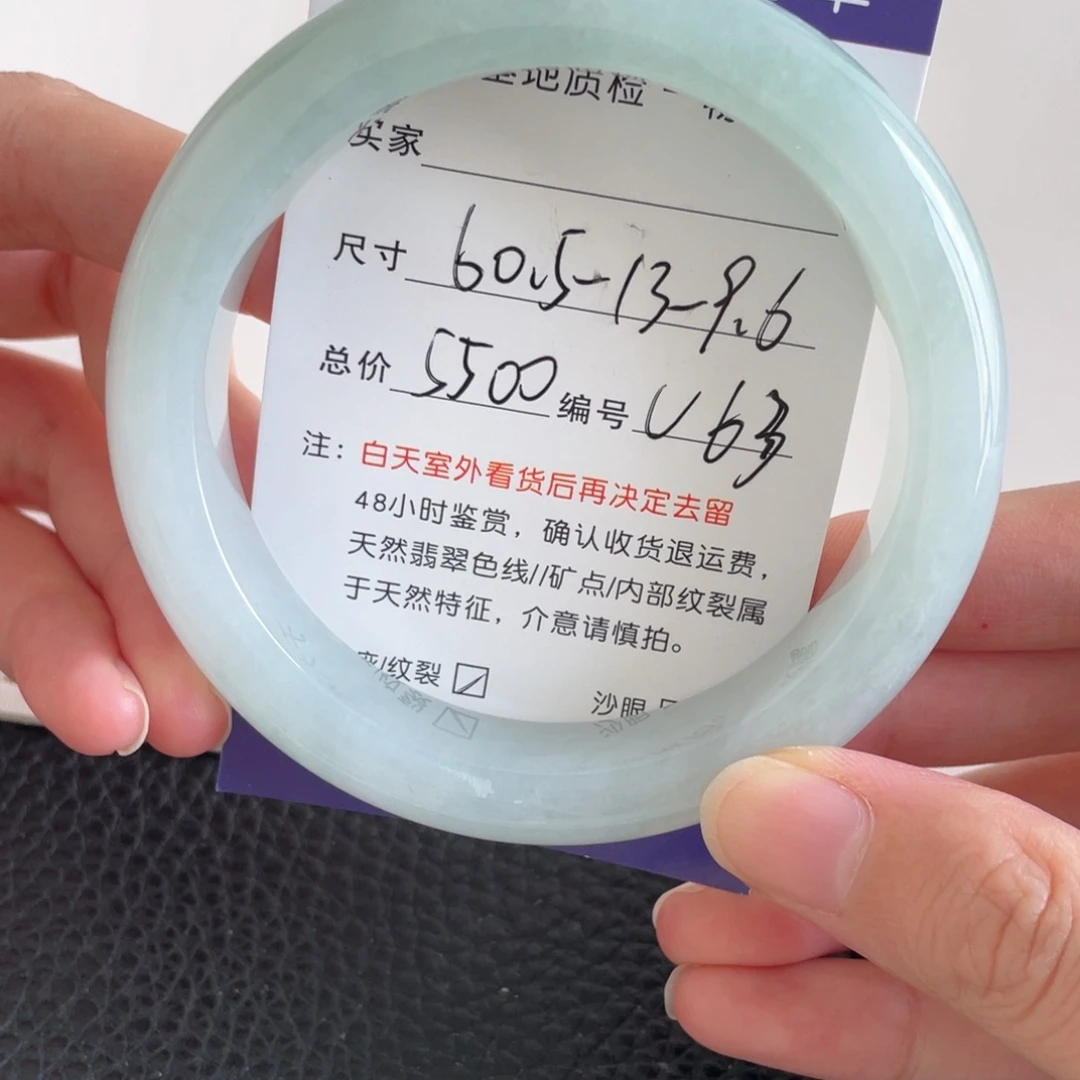 地质检
买家
尺寸 60.5-13-9.6
总价 5500 编号
注：白天室外看货后再决定去留
48小时鉴赏，确认收货退运费，
天然翡翠色线//矿点/内部纹裂属
于天然特征，介意请慎拍。
/纹裂
沙眼